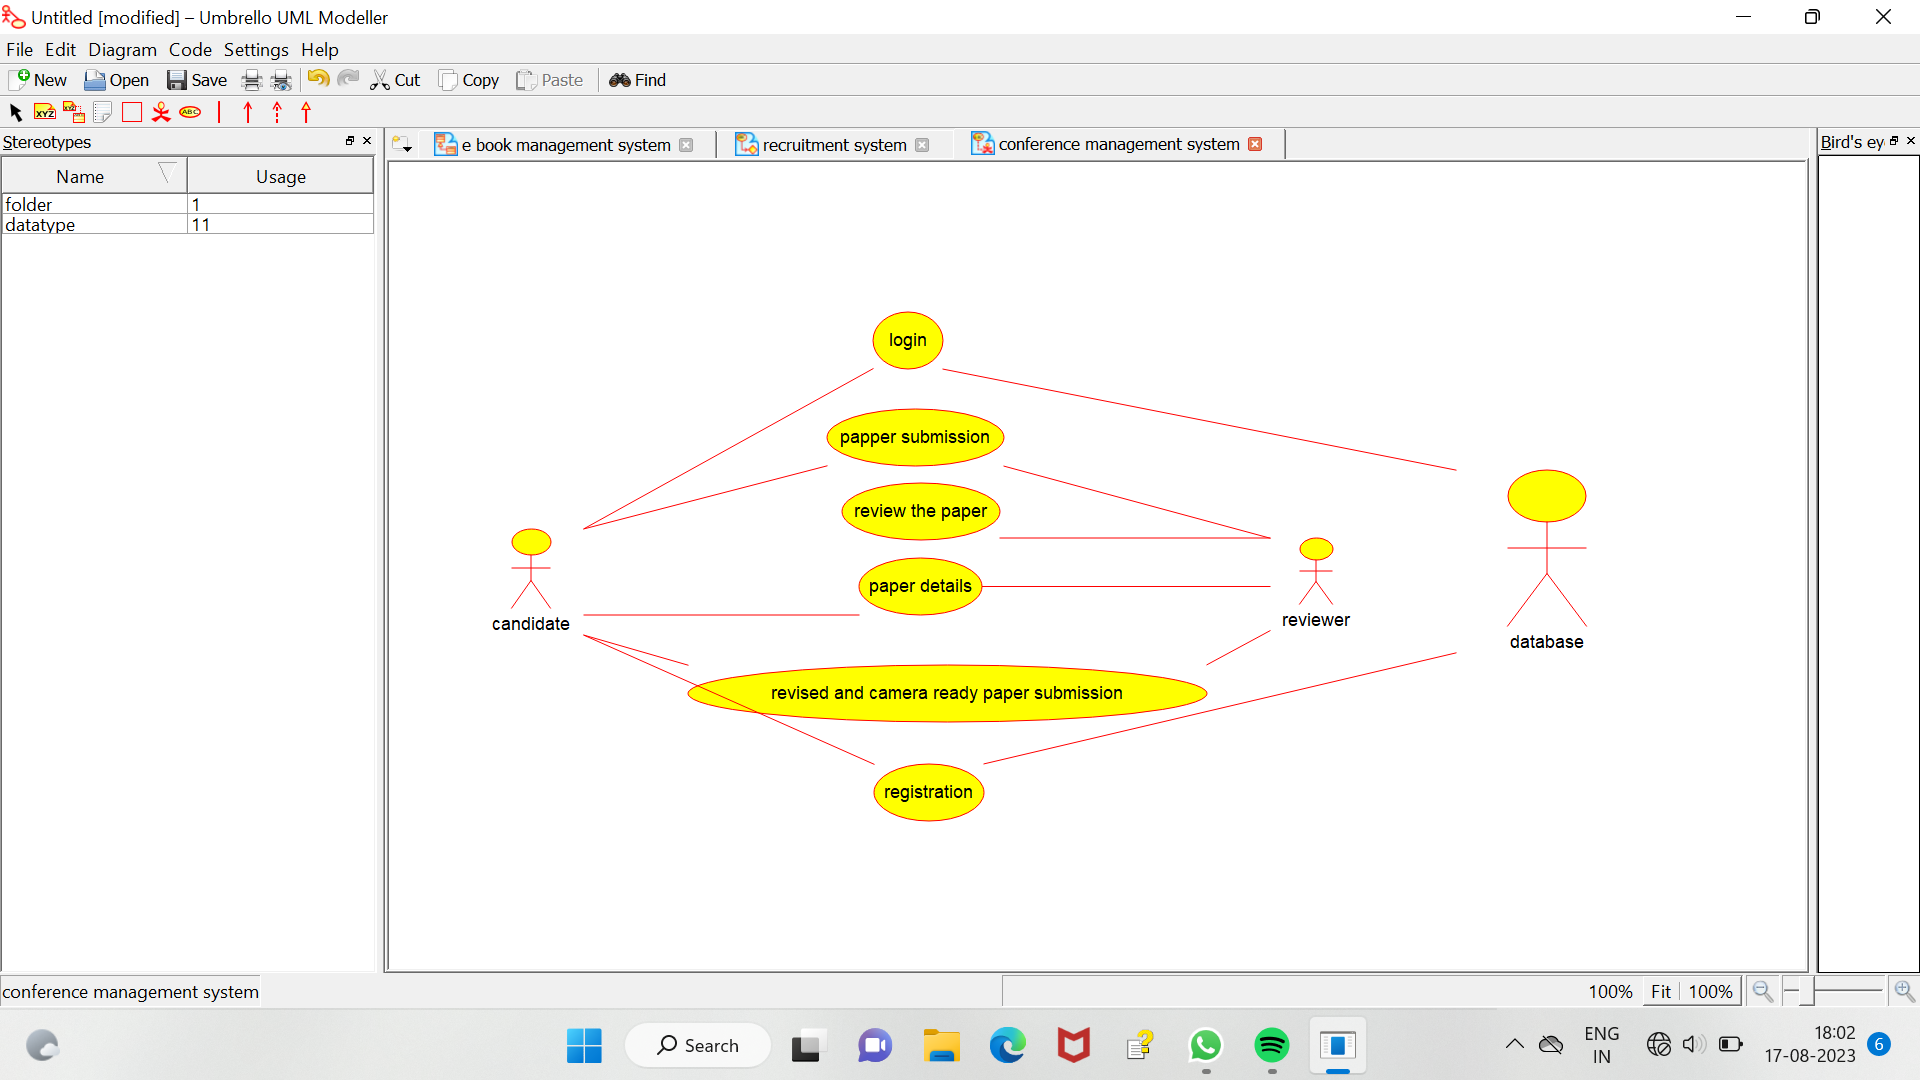 Untitled [modified] – Umbrello UML Modeller
File Edit Diagram Code Settings Help
New Open Save Cut Copy Paste Find
XYZ XYZ ABC
Stereotypes
e book management system recruitment system conference management system
Bird's ey
Name Usage
folder 1
datatype 11
login
papper submission
review the paper
paper details
candidate
reviewer
database
revised and camera ready paper submission
registration
conference management system
100% Fit 100%
Search
ENG
IN
18:02
17-08-2023
6